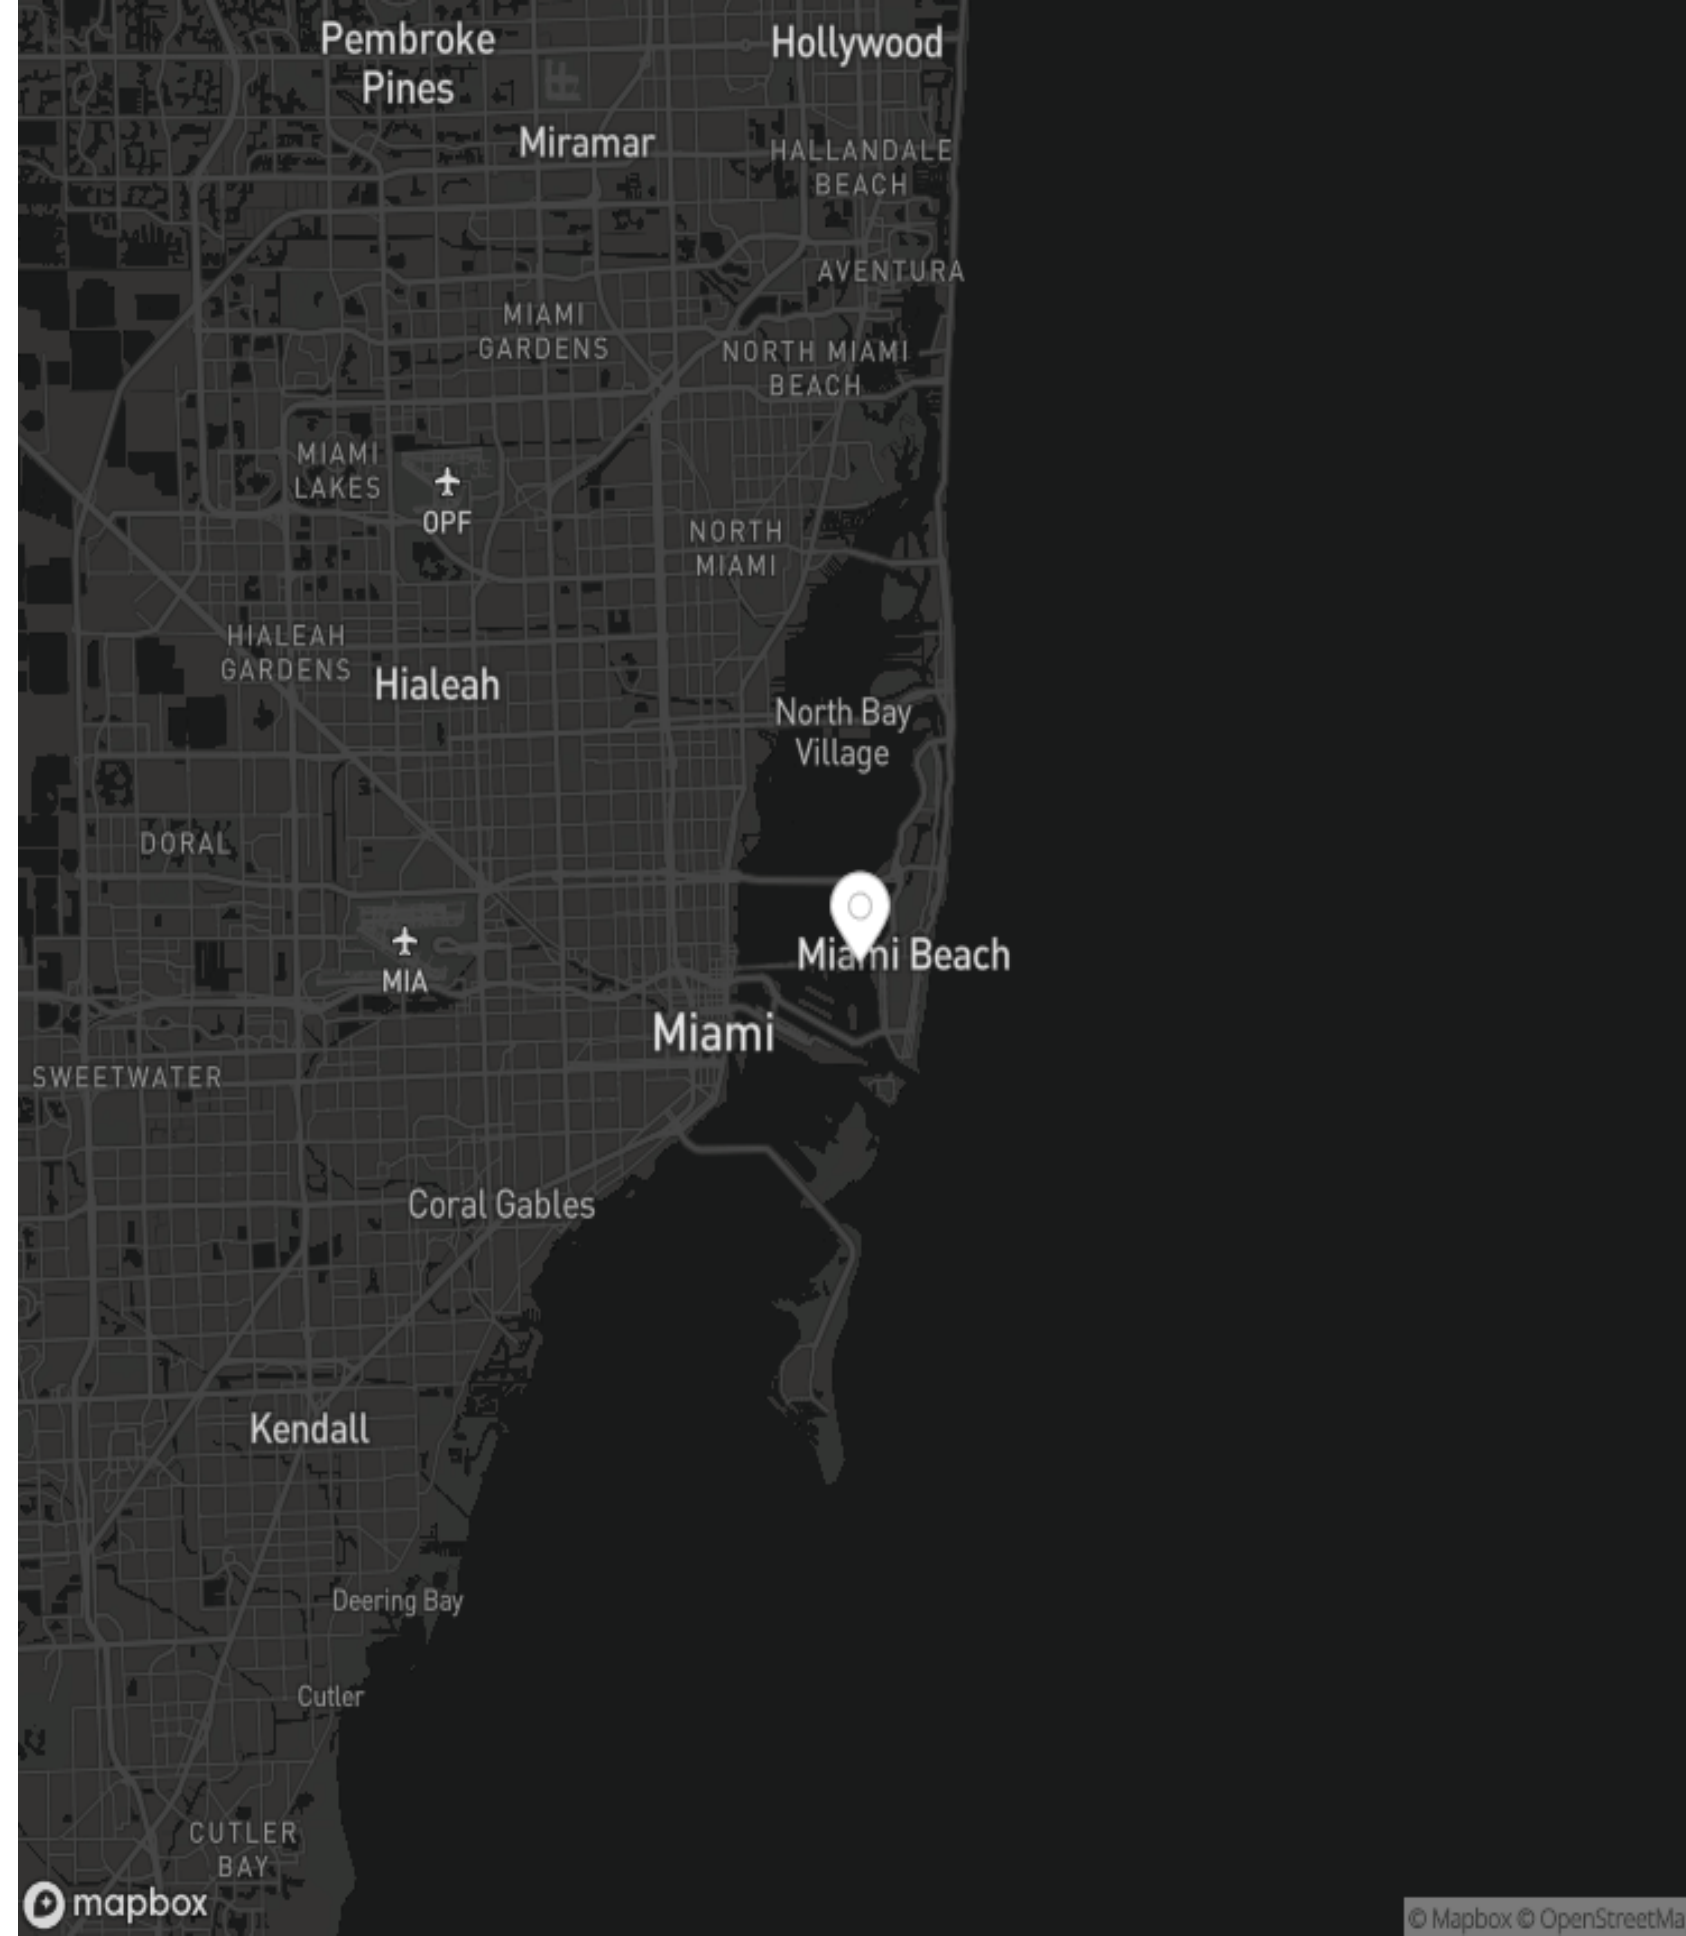 Pembroke
Pines
Hollywood
Miramar
HALLANDALE
BEACH
AVENTURA
MIAMI
GARDENS
NORTH MIAMI
BEACH
MIAMI
LAKES
OPF
NORTH
MIAMI
HIALEAH
GARDENS
Hialeah
North Bay
Village
DORAL
Miami Beach
MIA
Miami
SWEETWATER
Coral Gables
Kendall
Deering Bay
Cutler
CUTLER
BAY
mapbox
© Mapbox © OpenStreetMa